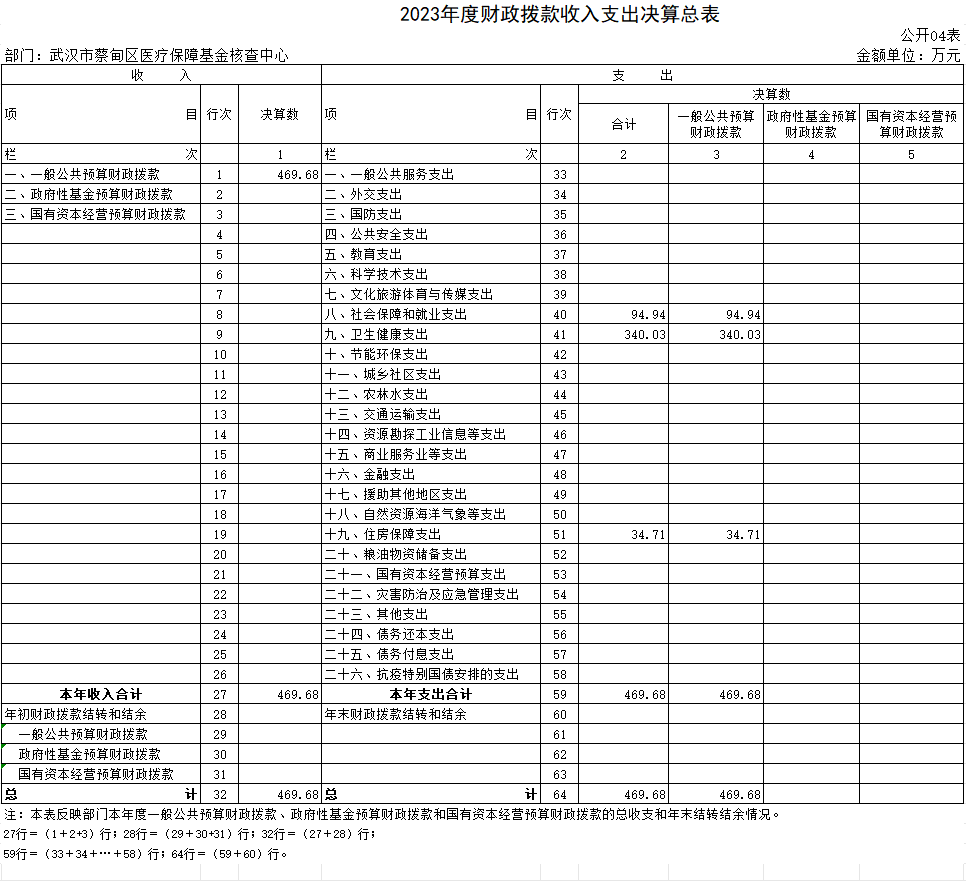 2023年度财政拨款收入支出决算总表
公开04表
部门：武汉市蔡甸区医疗保障基金核查中心 金额单位：万元
收 入 支 出
项 目 行次 决算数 项 目 行次 决算数
合计 一般公共预算财政拨款 政府性基金预算财政拨款 国有资本经营预算财政拨款
栏 次 1 栏 次 2 3 4 5
一、一般公共预算财政拨款 1 469.68 一、一般公共服务支出 33
二、政府性基金预算财政拨款 2 二、外交支出 34
三、国有资本经营预算财政拨款 3 三、国防支出 35
4 四、公共安全支出 36
5 五、教育支出 37
6 六、科学技术支出 38
7 七、文化旅游体育与传媒支出 39
8 八、社会保障和就业支出 40 94.94 94.94
9 九、卫生健康支出 41 340.03 340.03
10 十、节能环保支出 42
11 十一、城乡社区支出 43
12 十二、农林水支出 44
13 十三、交通运输支出 45
14 十四、资源勘探工业信息等支出 46
15 十五、商业服务业等支出 47
16 十六、金融支出 48
17 十七、援助其他地区支出 49
18 十八、自然资源海洋气象等支出 50
19 十九、住房保障支出 51 34.71 34.71
20 二十、粮油物资储备支出 52
21 二十一、国有资本经营预算支出 53
22 二十二、灾害防治及应急管理支出 54
23 二十三、其他支出 55
24 二十四、债务还本支出 56
25 二十五、债务付息支出 57
26 二十六、抗疫特别国债安排的支出 58
本年收入合计 27 469.68 本年支出合计 59 469.68 469.68
年初财政拨款结转和结余 28 年末财政拨款结转和结余 60
一般公共预算财政拨款 29 61
政府性基金预算财政拨款 30 62
国有资本经营预算财政拨款 31 63
总 计 32 469.68 总 计 64 469.68 469.68
注：本表反映部门本年度一般公共预算财政拨款、政府性基金预算财政拨款和国有资本经营预算财政拨款的总收支和年末结转结余情况。
27行＝（1＋2+3）行；28行＝（29＋30+31）行；32行＝（27＋28）行；
59行＝（33＋34＋…＋58）行；64行＝（59＋60）行。